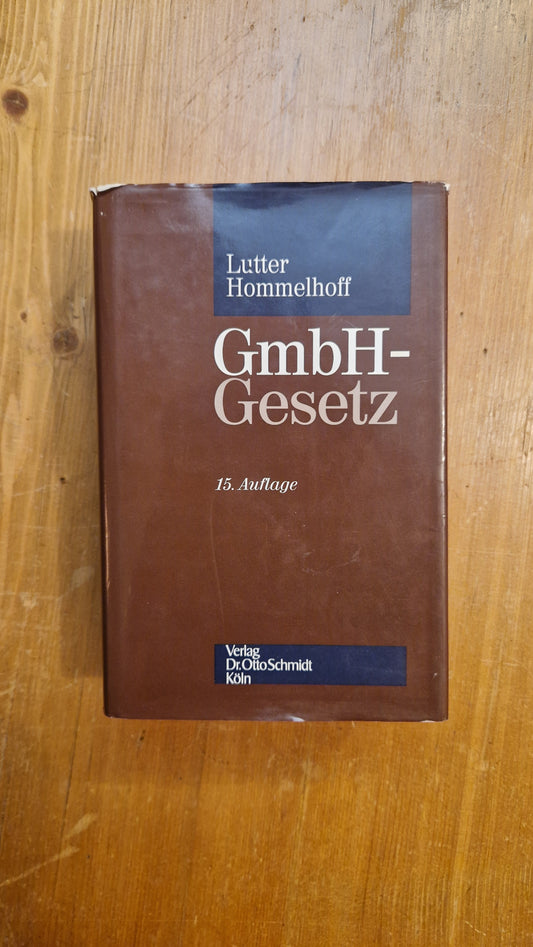 Lutter
Hommelhoff
GmbH-
Gesetz
15. Auflage
Verlag
Dr. Otto Schmidt
Köln